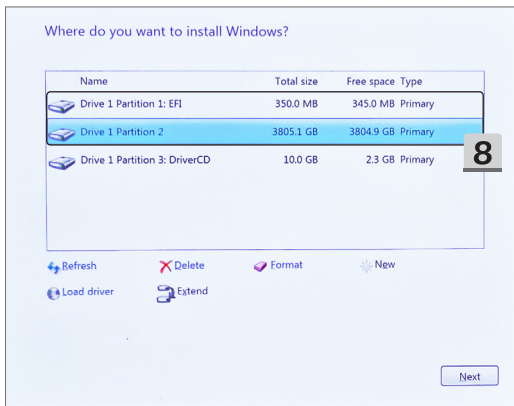 Where do you want to install Windows?
Name Total size Free space Type
Drive 1 Partition 1: EFI 350.0 MB 345.0 MB Primary
Drive 1 Partition 2 3805.1 GB 3804.9 GB Primary
8
Drive 1 Partition 3: DriverCD 10.0 GB 2.3 GB Primary
Refresh Delete Format New
Load driver Extend
Next